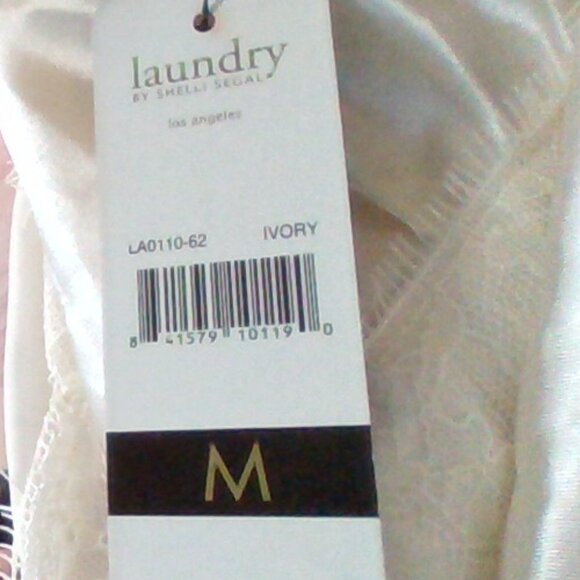 laundry
BY SHELLI SEGAL
los angeles
LA0110-62 IVORY
8 41579 10119 0
M